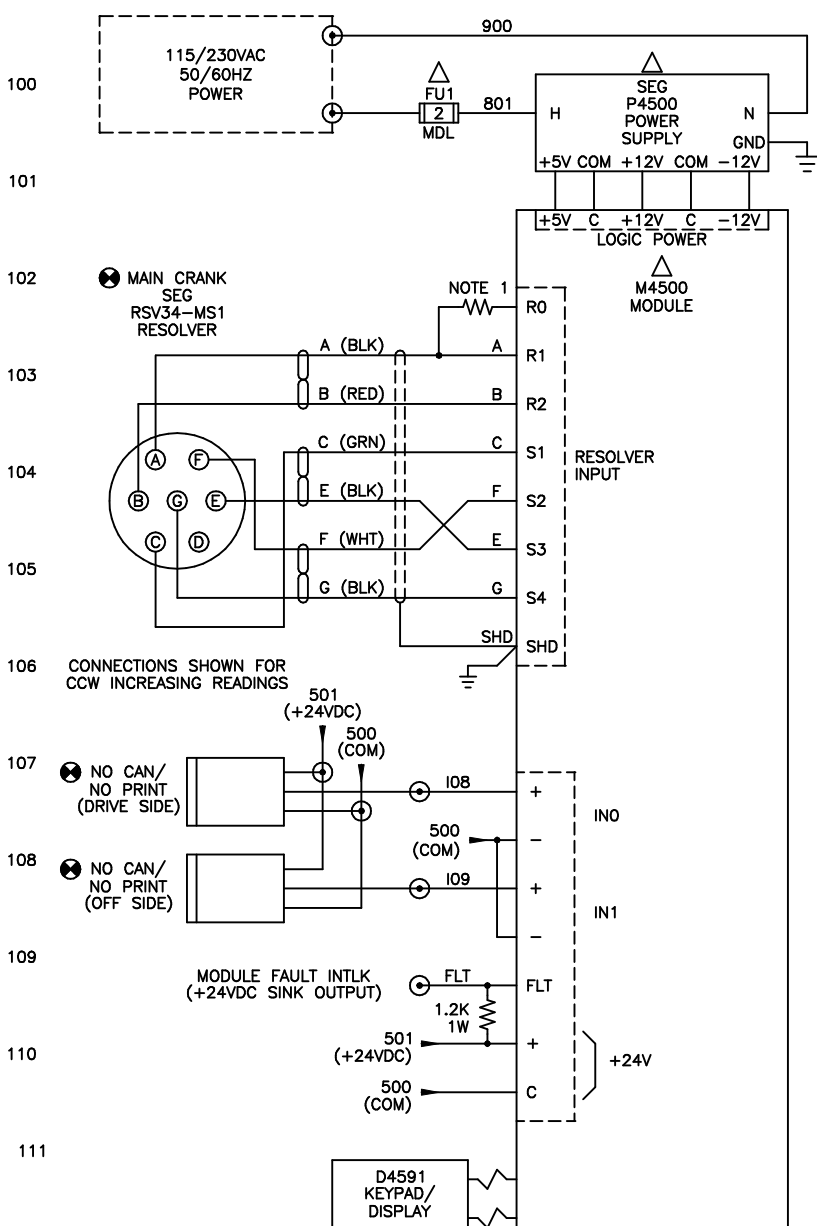 900
115/230VAC
50/60HZ
POWER
100
FU1
2
MDL
801
SEG
P4500
POWER
SUPPLY
H
N
GND
+5V COM +12V COM -12V
101
+5V C +12V C -12V
LOGIC POWER
M4500
MODULE
102
MAIN CRANK
SEG
RSV34-MS1
RESOLVER
NOTE 1
R0
A (BLK)
A
R1
103
B (RED)
B
R2
C (GRN)
C
S1
RESOLVER
INPUT
104
A
F
B
G
E
C
D
E (BLK)
F
S2
F (WHT)
E
S3
105
G (BLK)
G
S4
SHD
SHD
106
CONNECTIONS SHOWN FOR
CCW INCREASING READINGS
501
(+24VDC)
500
(COM)
107
NO CAN/
NO PRINT
(DRIVE SIDE)
I08
+
IN0
500
(COM)
-
108
NO CAN/
NO PRINT
(OFF SIDE)
I09
+
IN1
-
109
MODULE FAULT INTLK
(+24VDC SINK OUTPUT)
FLT
FLT
1.2K
1W
110
501
(+24VDC)
+
+24V
500
(COM)
C
111
D4591
KEYPAD/
DISPLAY